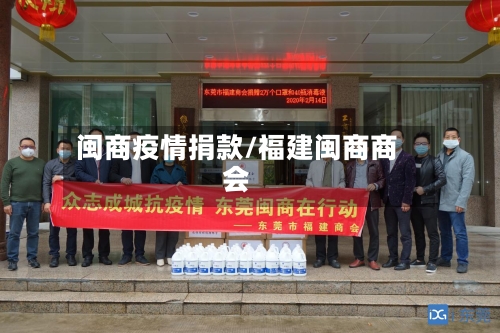 东莞市福建商会捐赠2万个口罩和40瓶消毒液
2020年2月14日
闽商疫情捐款/福建闽商商
会
众志成城抗疫情 东莞闽商在行动
——东莞市福建商会